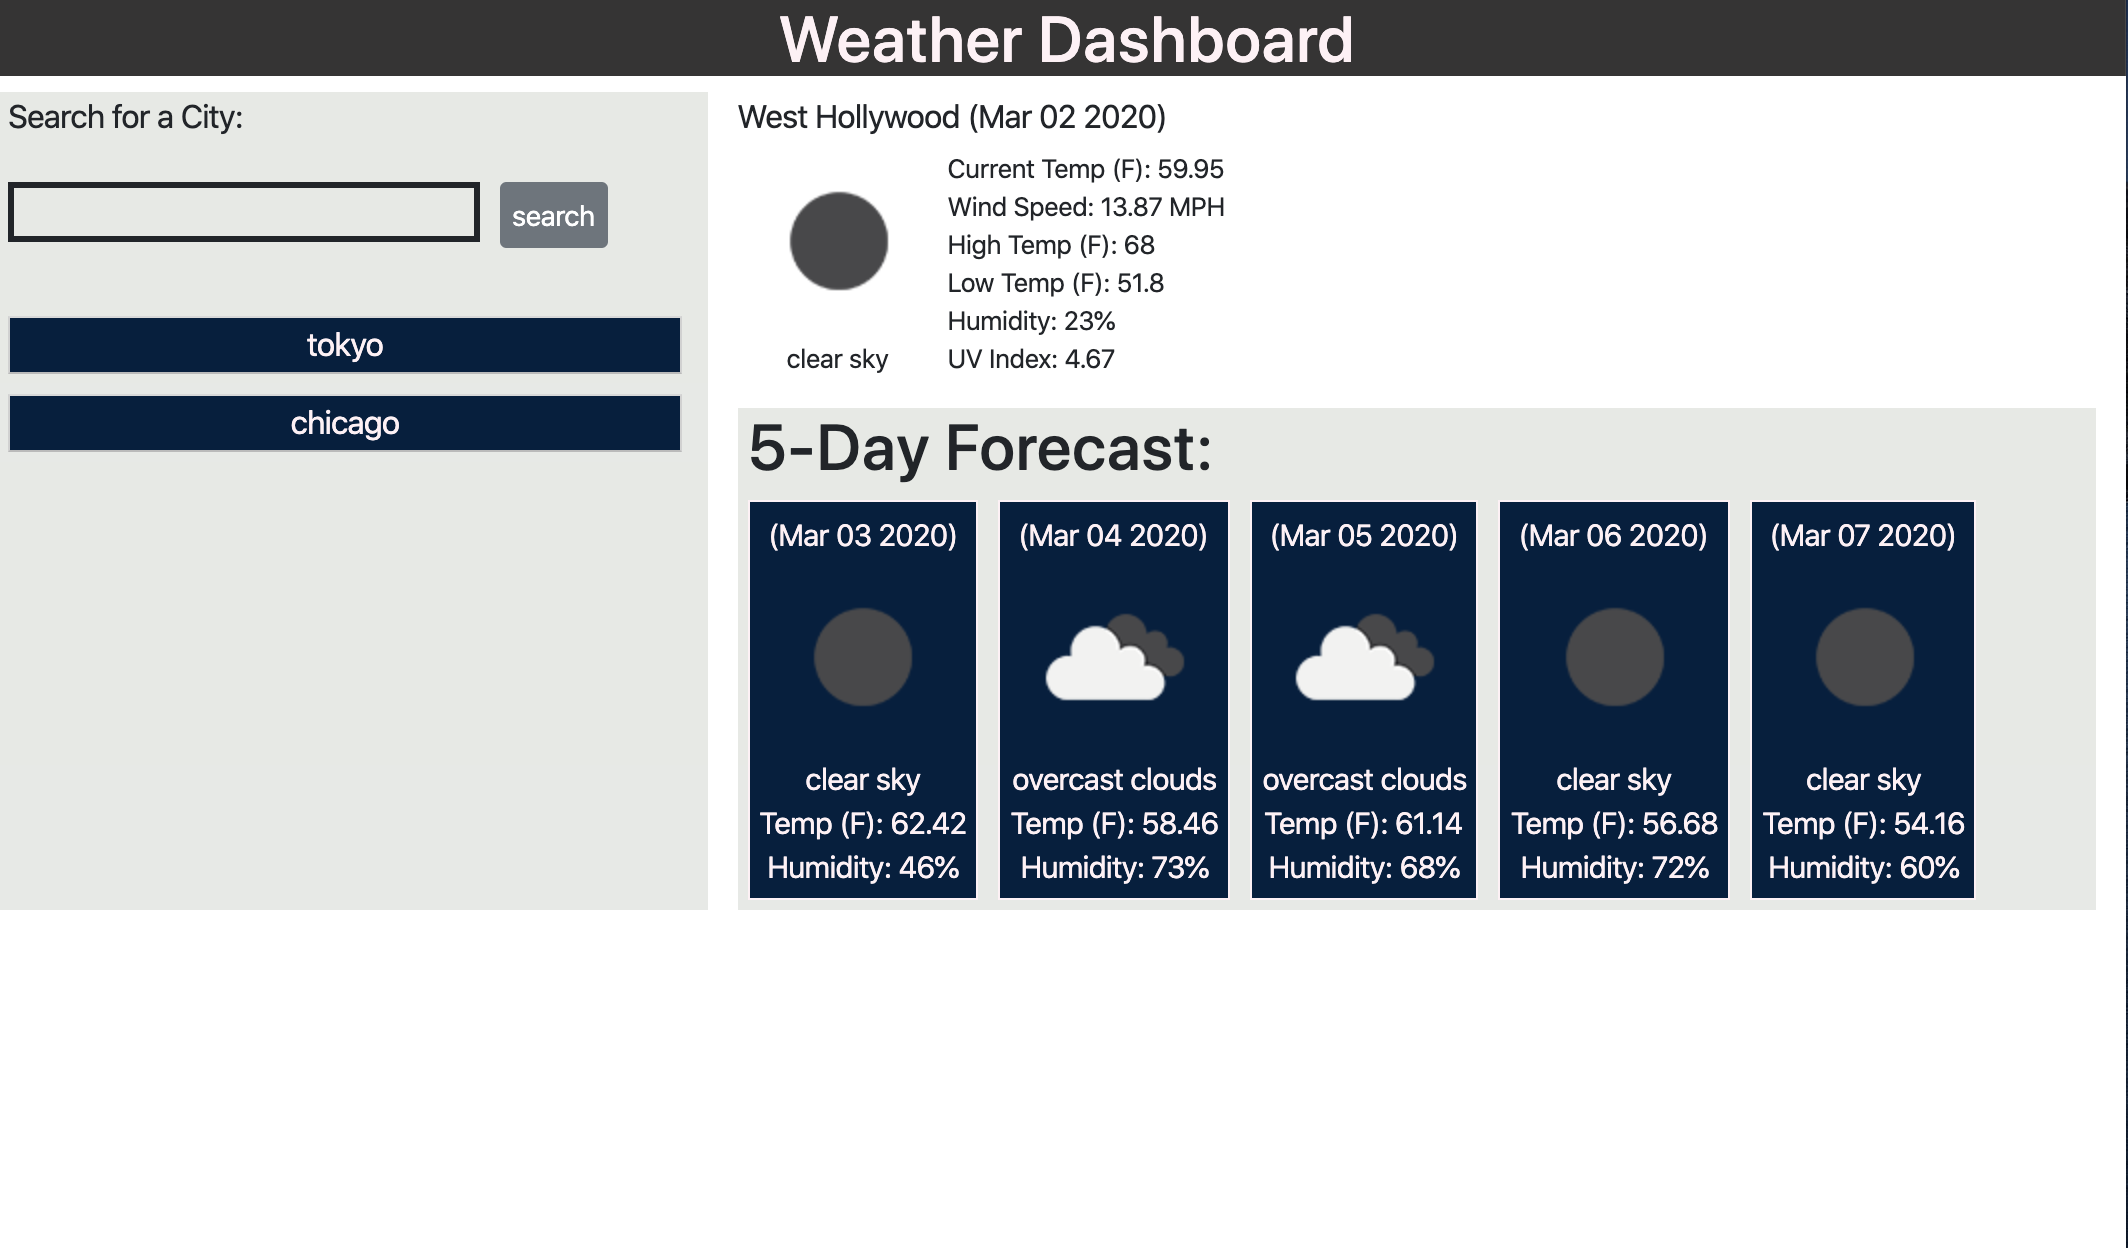 Weather Dashboard
Search for a City:
search
tokyo
chicago
West Hollywood (Mar 02 2020)
clear sky
Current Temp (F): 59.95
Wind Speed: 13.87 MPH
High Temp (F): 68
Low Temp (F): 51.8
Humidity: 23%
UV Index: 4.67
5-Day Forecast:
(Mar 03 2020)
clear sky
Temp (F): 62.42
Humidity: 46%
(Mar 04 2020)
overcast clouds
Temp (F): 58.46
Humidity: 73%
(Mar 05 2020)
overcast clouds
Temp (F): 61.14
Humidity: 68%
(Mar 06 2020)
clear sky
Temp (F): 56.68
Humidity: 72%
(Mar 07 2020)
clear sky
Temp (F): 54.16
Humidity: 60%